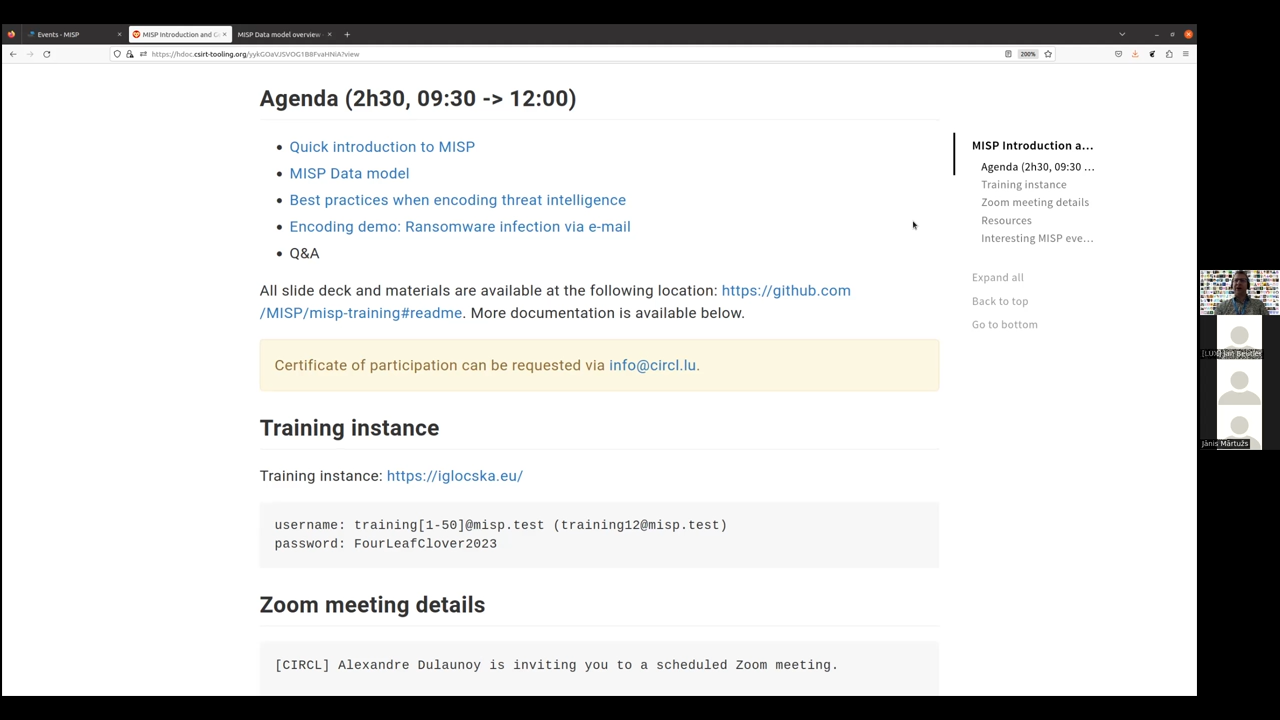 Events - MISP
MISP Introduction and G
MISP Data model overview
https://hdoc.csirt-tooling.org/yykGOaVJSVOG1B8FvaHNiA?view
200%
Agenda (2h30, 09:30 -> 12:00)
Quick introduction to MISP
MISP Data model
Best practices when encoding threat intelligence
Encoding demo: Ransomware infection via e-mail
Q&A
All slide deck and materials are available at the following location: https://github.com
/MISP/misp-training#readme. More documentation is available below.
Certificate of participation can be requested via info@circl.lu.
Training instance
Training instance: https://iglocska.eu/
username: training[1-50]@misp.test (training12@misp.test)
password: FourLeafClover2023
Zoom meeting details
[CIRCL] Alexandre Dulaunoy is inviting you to a scheduled Zoom meeting.
MISP Introduction a...
Agenda (2h30, 09:30 ...
Training instance
Zoom meeting details
Resources
Interesting MISP eve...
Expand all
Back to top
Go to bottom
Jānis Mārtužs